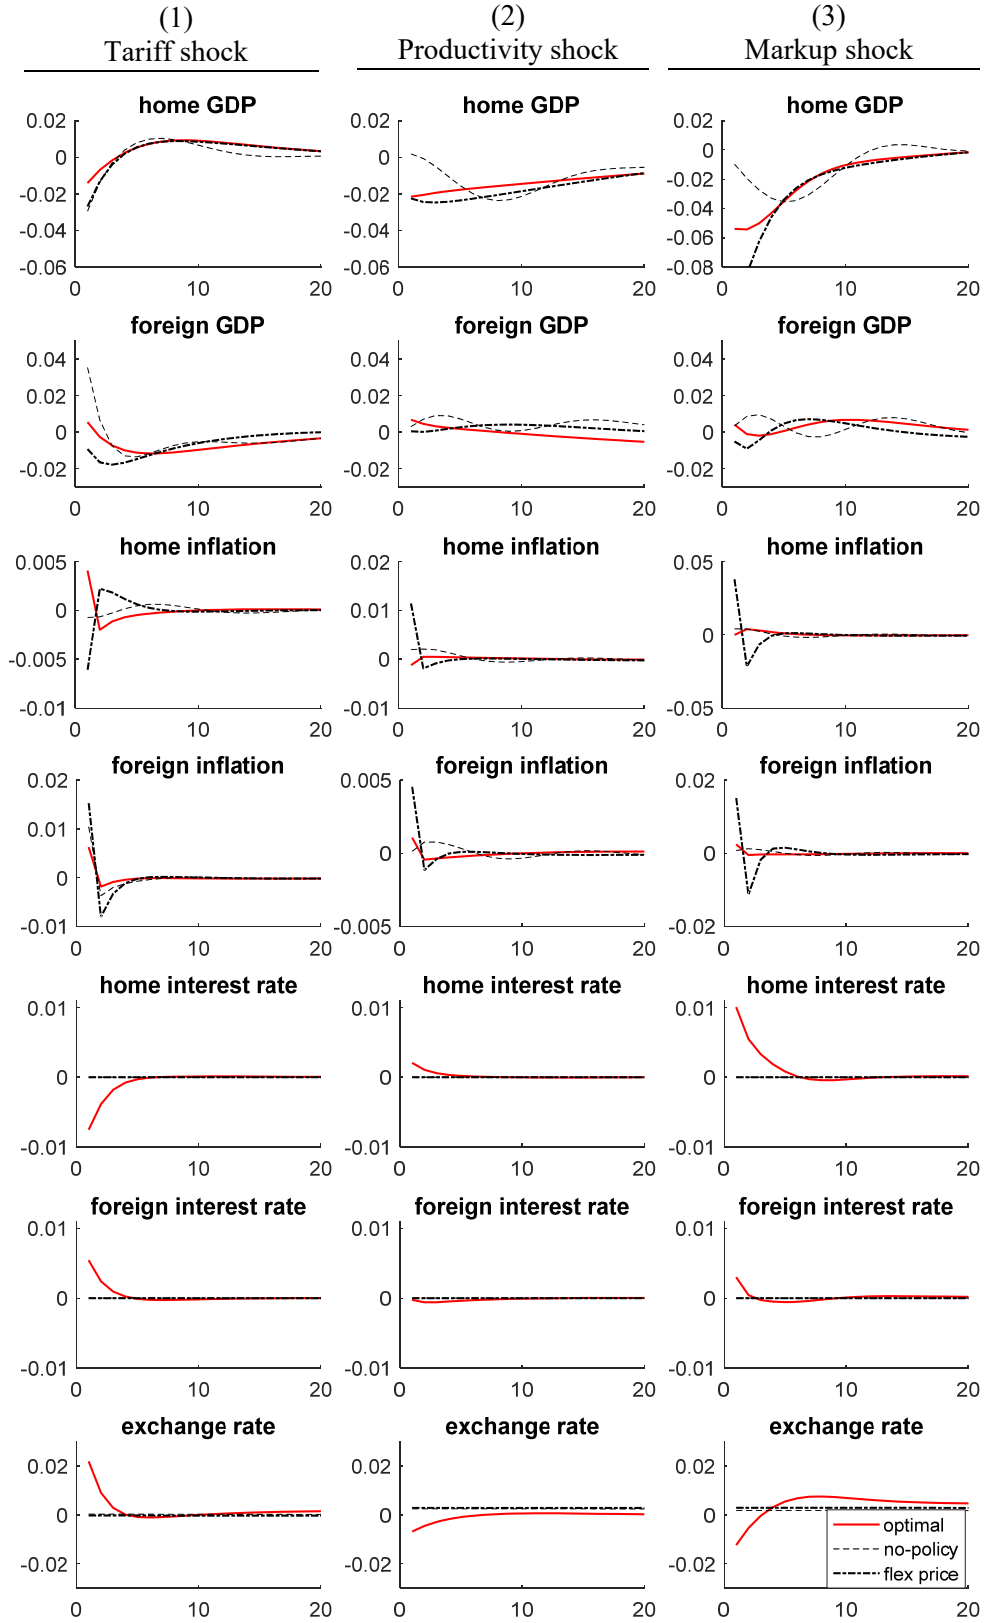 (1) (2) (3)
Tariff shock Productivity shock Markup shock
home GDP home GDP home GDP
0.02 0.02 0.02
0 0 0
-0.02 -0.02 -0.02
-0.04 -0.04 -0.04
-0.06 -0.06 -0.06
-0.08
0 10 20 0 10 20 0 10 20
foreign GDP foreign GDP foreign GDP
0.04 0.04 0.04
0.02 0.02 0.02
0 0 0
-0.02 -0.02 -0.02
0 10 20 0 10 20 0 10 20
home inflation home inflation home inflation
0.005 0.02 0.05
0 0.01 0
-0.005 0 -0.05
-0.01 -0.01
0 10 20 0 10 20 0 10 20
foreign inflation foreign inflation foreign inflation
0.02 0.005 0.02
0.01 0 0
0 -0.005 -0.02
-0.01
0 10 20 0 10 20 0 10 20
home interest rate home interest rate home interest rate
0.01 0.01 0.01
0 0 0
-0.01 -0.01 -0.01
0 10 20 0 10 20 0 10 20
foreign interest rate foreign interest rate foreign interest rate
0.01 0.01 0.01
0 0 0
-0.01 -0.01 -0.01
0 10 20 0 10 20 0 10 20
exchange rate exchange rate exchange rate
0.02 0.02 0.02
0 0 0
-0.02 -0.02 -0.02
0 10 20 0 10 20 0 10 20
optimal
no-policy
flex price